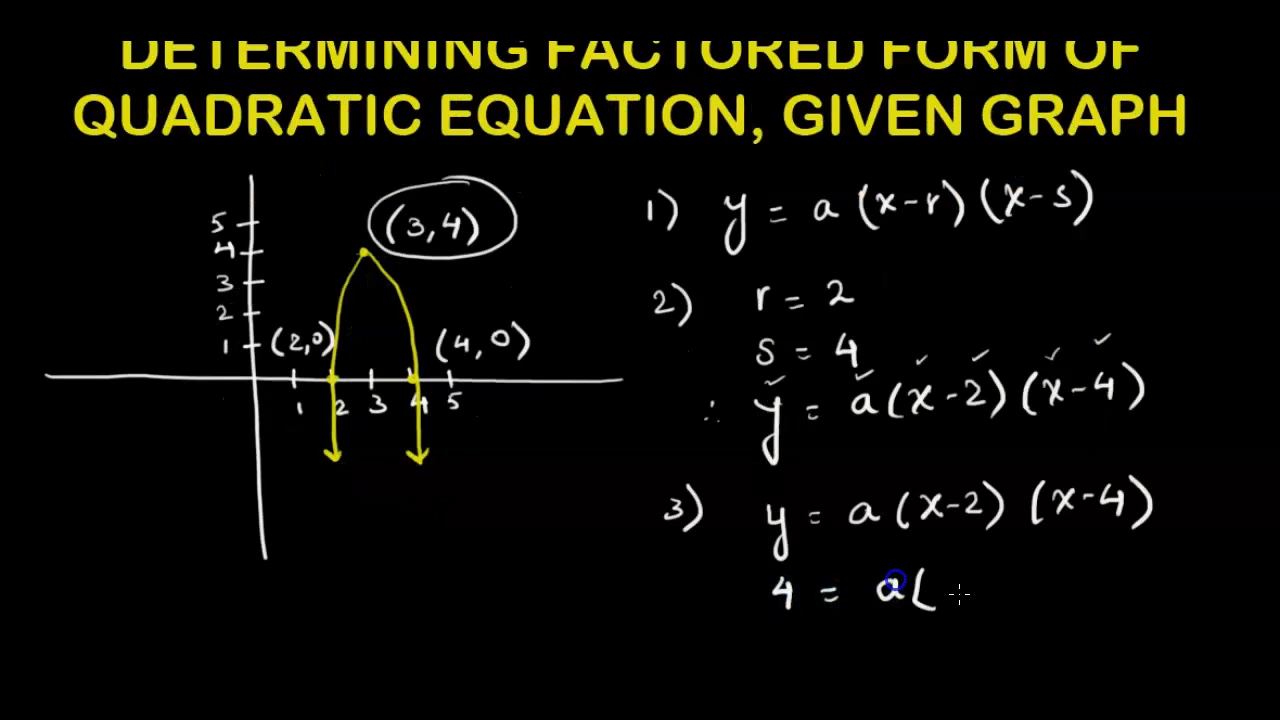 DETERMINING FACTORED FORM OF
QUADRATIC EQUATION, GIVEN GRAPH
5
4
3
2
1
(3,4)
(2,0)
(4,0)
1 2 3 4 5
1) y = a (x-r) (x-s)
2) r = 2
s = 4
∴ y = a(x-2) (x-4)
3) y = a (x-2) (x-4)
4 = a(